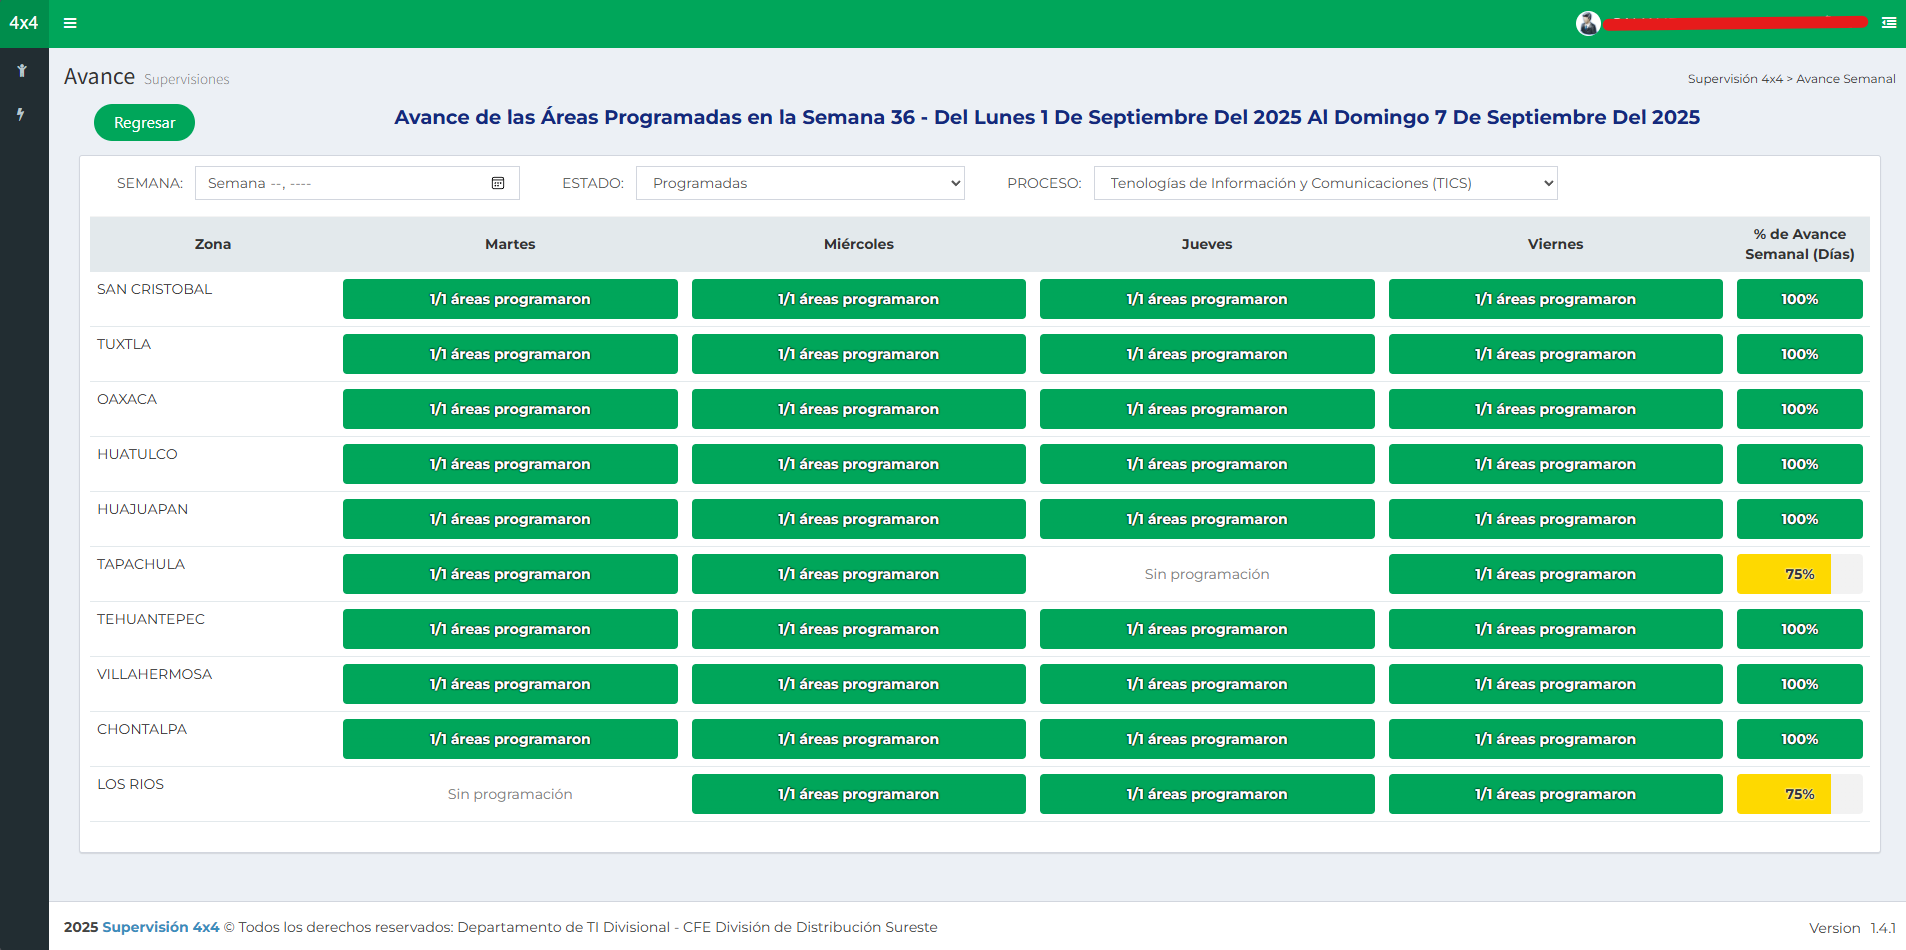 4x4
Avance Supervisiones
Supervisión 4x4 > Avance Semanal
Regresar
Avance de las Áreas Programadas en la Semana 36 - Del Lunes 1 De Septiembre Del 2025 Al Domingo 7 De Septiembre Del 2025
SEMANA: Semana --, ---- ESTADO: Programadas PROCESO: Tenologías de Información y Comunicaciones (TICS)
Zona Martes Miércoles Jueves Viernes % de Avance
Semanal (Días)
SAN CRISTOBAL 1/1 áreas programaron 1/1 áreas programaron 1/1 áreas programaron 1/1 áreas programaron 100%
TUXTLA 1/1 áreas programaron 1/1 áreas programaron 1/1 áreas programaron 1/1 áreas programaron 100%
OAXACA 1/1 áreas programaron 1/1 áreas programaron 1/1 áreas programaron 1/1 áreas programaron 100%
HUATULCO 1/1 áreas programaron 1/1 áreas programaron 1/1 áreas programaron 1/1 áreas programaron 100%
HUAJUAPAN 1/1 áreas programaron 1/1 áreas programaron 1/1 áreas programaron 1/1 áreas programaron 100%
TAPACHULA 1/1 áreas programaron 1/1 áreas programaron Sin programación 1/1 áreas programaron 75%
TEHUANTEPEC 1/1 áreas programaron 1/1 áreas programaron 1/1 áreas programaron 1/1 áreas programaron 100%
VILLAHERMOSA 1/1 áreas programaron 1/1 áreas programaron 1/1 áreas programaron 1/1 áreas programaron 100%
CHONTALPA 1/1 áreas programaron 1/1 áreas programaron 1/1 áreas programaron 1/1 áreas programaron 100%
LOS RIOS Sin programación 1/1 áreas programaron 1/1 áreas programaron 1/1 áreas programaron 75%
2025 Supervisión 4x4 © Todos los derechos reservados: Departamento de TI Divisional - CFE División de Distribución Sureste
Version 1.4.1